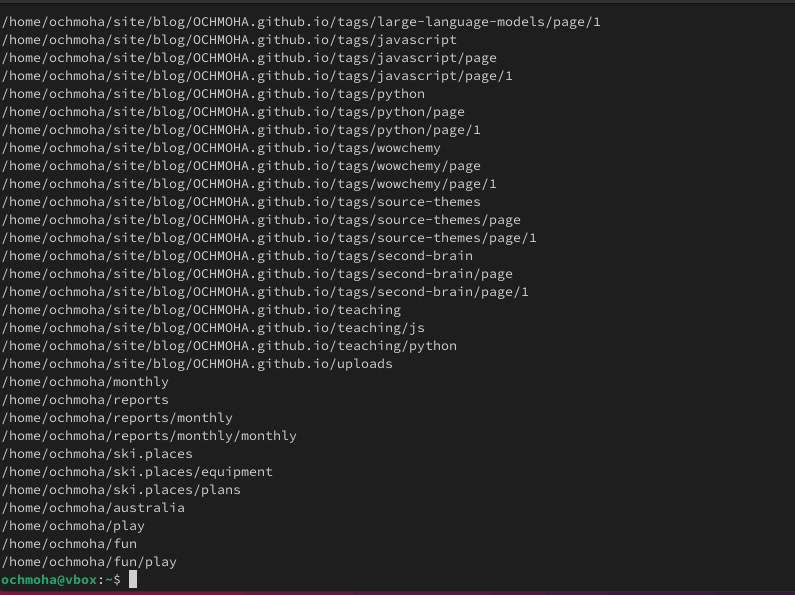 /home/ochmoha/site/blog/OCHMOHA.github.io/tags/large-language-models/page/1
/home/ochmoha/site/blog/OCHMOHA.github.io/tags/javascript
/home/ochmoha/site/blog/OCHMOHA.github.io/tags/javascript/page
/home/ochmoha/site/blog/OCHMOHA.github.io/tags/javascript/page/1
/home/ochmoha/site/blog/OCHMOHA.github.io/tags/python
/home/ochmoha/site/blog/OCHMOHA.github.io/tags/python/page
/home/ochmoha/site/blog/OCHMOHA.github.io/tags/python/page/1
/home/ochmoha/site/blog/OCHMOHA.github.io/tags/wowchemy
/home/ochmoha/site/blog/OCHMOHA.github.io/tags/wowchemy/page
/home/ochmoha/site/blog/OCHMOHA.github.io/tags/wowchemy/page/1
/home/ochmoha/site/blog/OCHMOHA.github.io/tags/source-themes
/home/ochmoha/site/blog/OCHMOHA.github.io/tags/source-themes/page
/home/ochmoha/site/blog/OCHMOHA.github.io/tags/source-themes/page/1
/home/ochmoha/site/blog/OCHMOHA.github.io/tags/second-brain
/home/ochmoha/site/blog/OCHMOHA.github.io/tags/second-brain/page
/home/ochmoha/site/blog/OCHMOHA.github.io/tags/second-brain/page/1
/home/ochmoha/site/blog/OCHMOHA.github.io/teaching
/home/ochmoha/site/blog/OCHMOHA.github.io/teaching/js
/home/ochmoha/site/blog/OCHMOHA.github.io/teaching/python
/home/ochmoha/site/blog/OCHMOHA.github.io/uploads
/home/ochmoha/monthly
/home/ochmoha/reports
/home/ochmoha/reports/monthly
/home/ochmoha/reports/monthly/monthly
/home/ochmoha/ski.places
/home/ochmoha/ski.places/equipment
/home/ochmoha/ski.places/plans
/home/ochmoha/australia
/home/ochmoha/play
/home/ochmoha/fun
/home/ochmoha/fun/play
ochmoha@vbox:~$